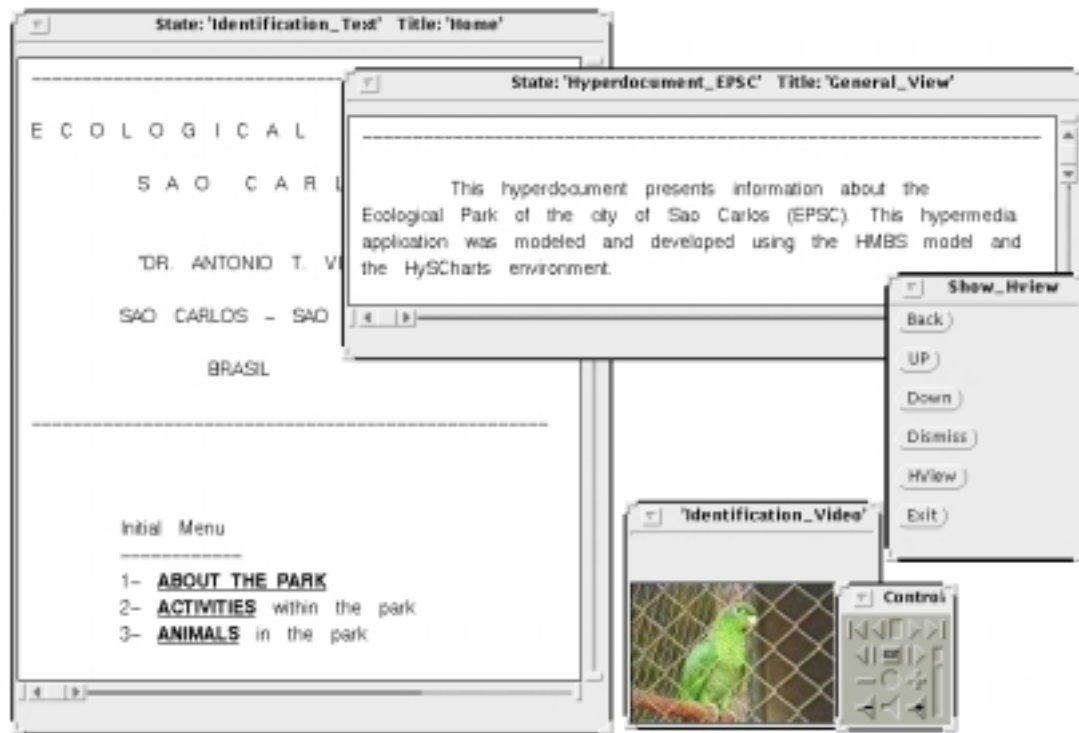 State: 'Identification_Text' Title: 'Home'
E C O L O G I C A L
S A O C A R L
"DR. ANTONIO T. VI
SAO CARLOS - SAO
BRASIL
Initial Menu
1- ABOUT THE PARK
2- ACTIVITIES within the park
3- ANIMALS in the park
State: 'Hyperdocument_EPSC' Title: 'General_View'
This hyperdocument presents information about the
Ecological Park of the city of Sao Carlos (EPSC). This hypermedia
application was modeled and developed using the HMBS model and
the HySCharts environment.
Show_Hview
Back
UP
Down
Dismiss
HView
Exit
'Identification_Video'
Control